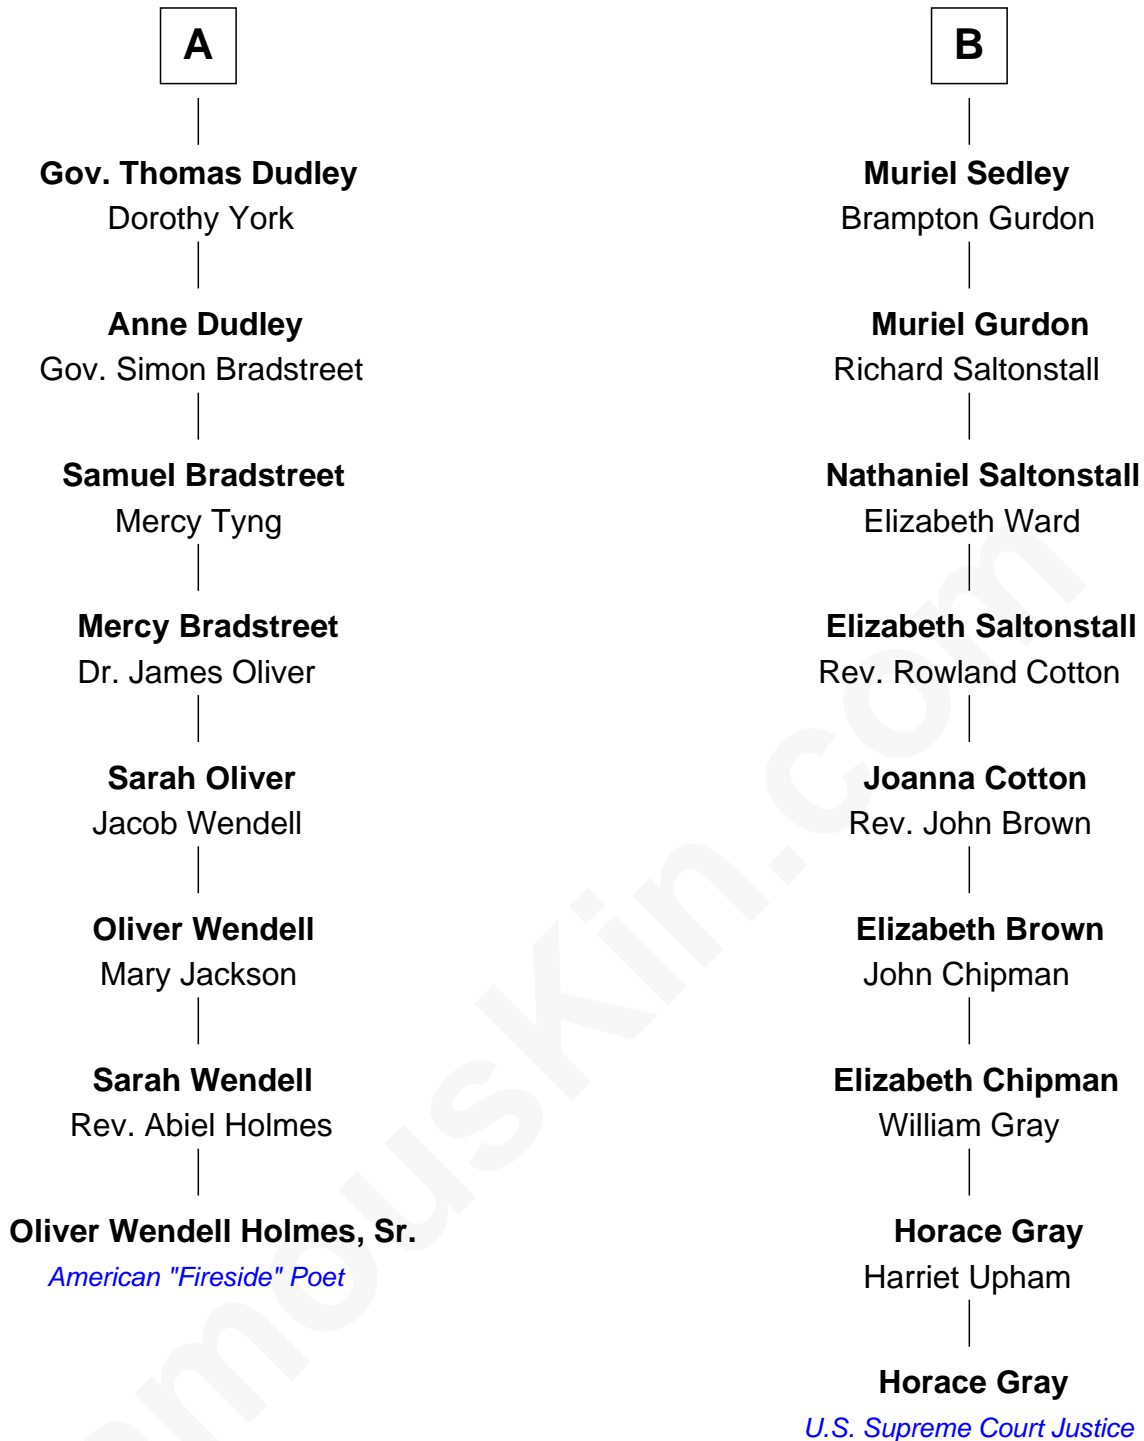 A
Gov. Thomas Dudley
Dorothy York
Anne Dudley
Gov. Simon Bradstreet
Samuel Bradstreet
Mercy Tyng
Mercy Bradstreet
Dr. James Oliver
Sarah Oliver
Jacob Wendell
Oliver Wendell
Mary Jackson
Sarah Wendell
Rev. Abiel Holmes
Oliver Wendell Holmes, Sr.
American "Fireside" Poet
B
Muriel Sedley
Brampton Gurdon
Muriel Gurdon
Richard Saltonstall
Nathaniel Saltonstall
Elizabeth Ward
Elizabeth Saltonstall
Rev. Rowland Cotton
Joanna Cotton
Rev. John Brown
Elizabeth Brown
John Chipman
Elizabeth Chipman
William Gray
Horace Gray
Harriet Upham
Horace Gray
U.S. Supreme Court Justice
amouskin.com